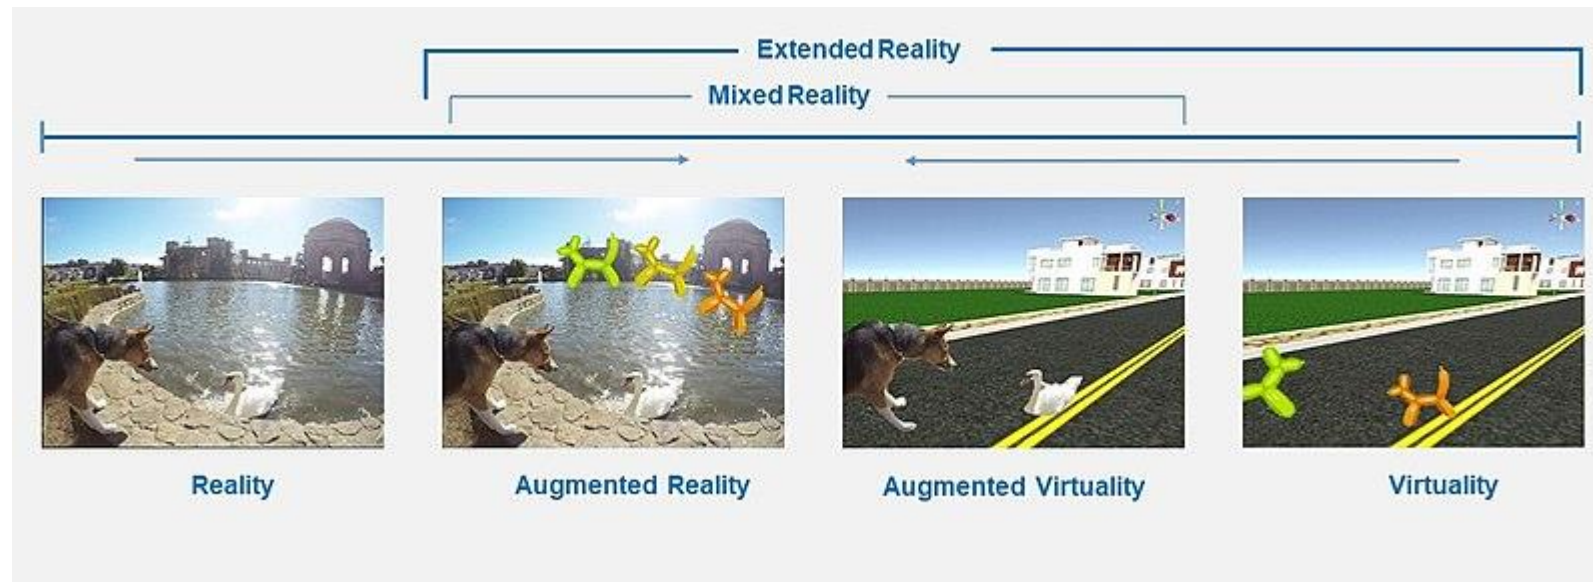 Extended Reality
Mixed Reality
Reality
Augmented Reality
Augmented Virtuality
Virtuality